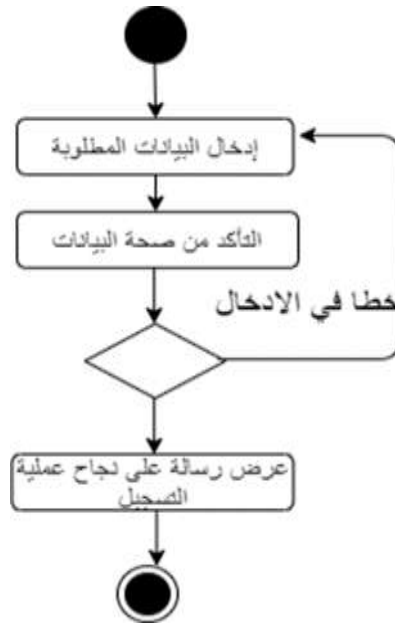 إدخال البيانات المطلوبة
التأكد من صحة البيانات
خطا في الادخال
عرض رسالة على نجاح عملية
التسجيل